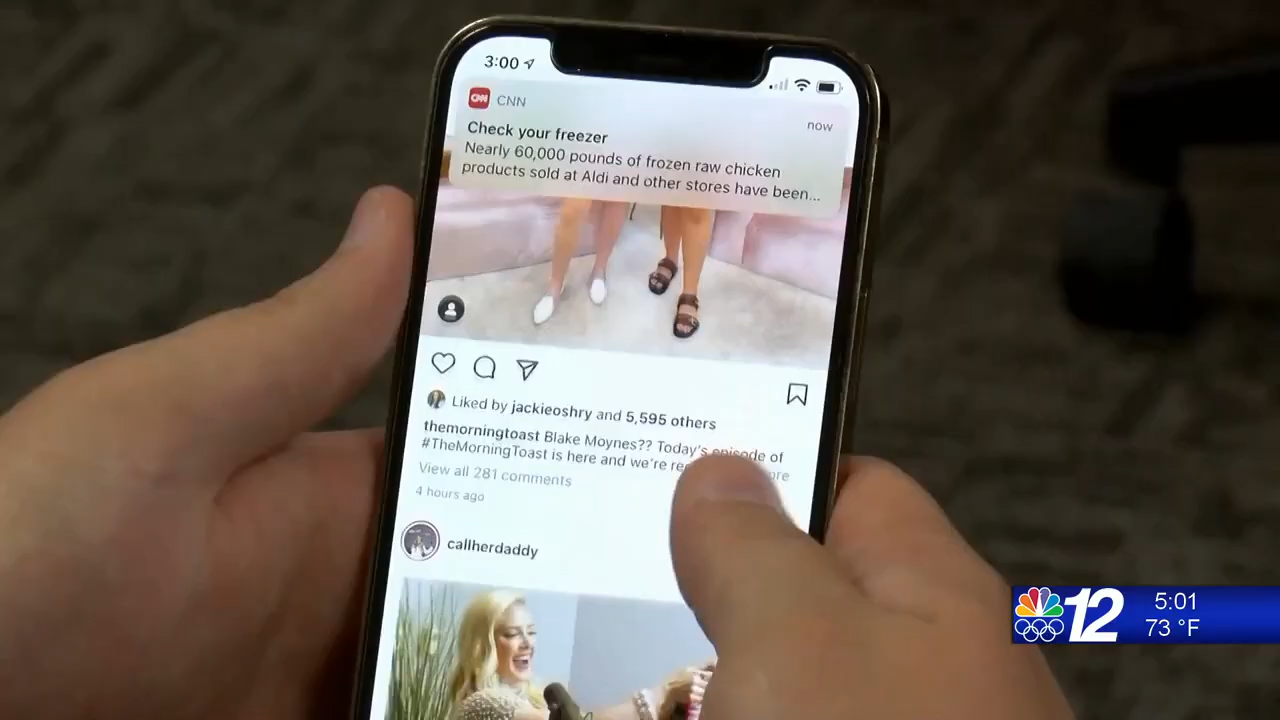 3:00
CNN
CNN
now
Check your freezer
Nearly 60,000 pounds of frozen raw chicken
products sold at Aldi and other stores have been...
Liked by jackieoshry and 5,595 others
themorningtoast Blake Moynes?? Today's episode of
#TheMorningToast is here and we're
View all 281 comments
4 hours ago
callherdaddy
12
5:01
73 °F